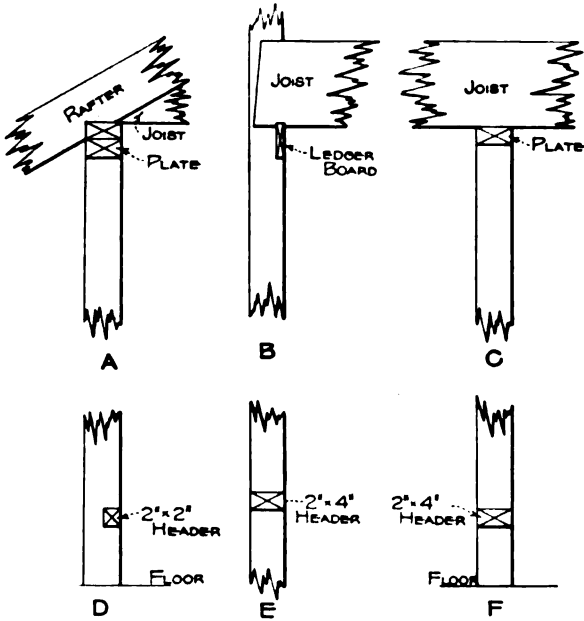 RAFTER
JOIST
PLATE
A
JOIST
LEDGER
BOARD
B
JOIST
PLATE
C
2"×2"
HEADER
FLOOR
D
2"×4"
HEADER
E
2"×4"
HEADER
FLOOR
F